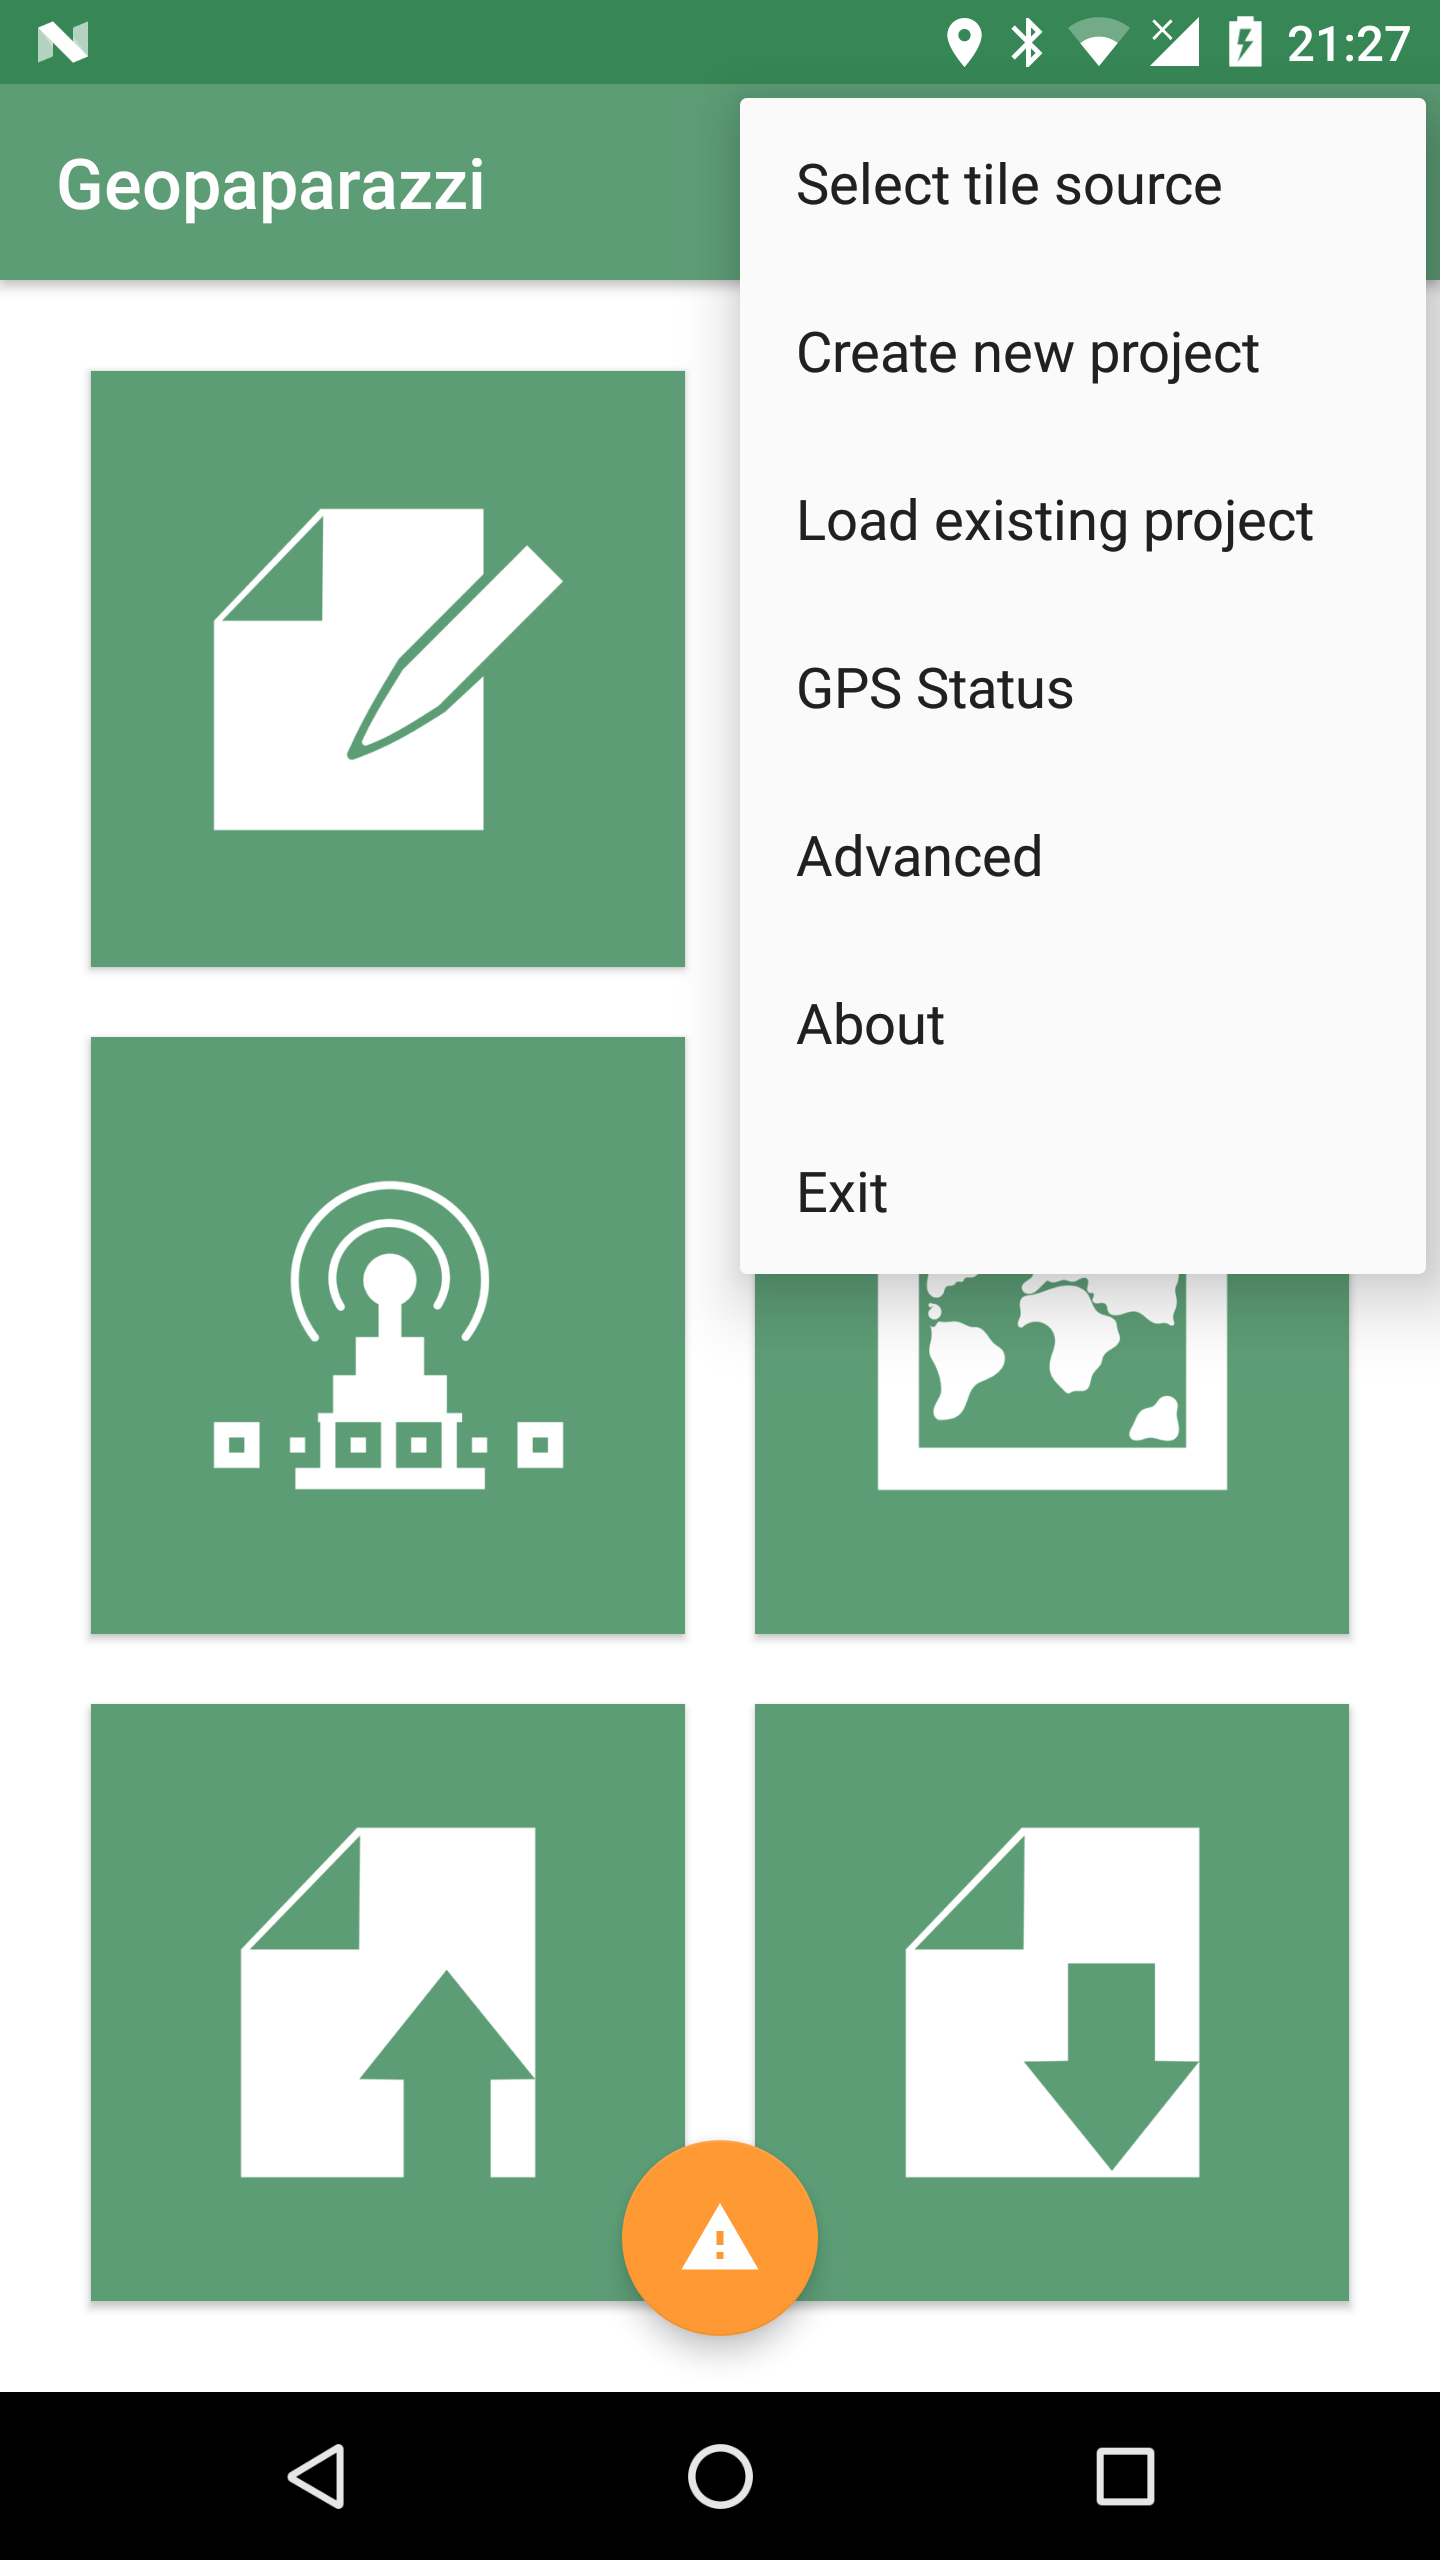 21:27
Geopaparazzi
Select tile source
Create new project
Load existing project
GPS Status
Advanced
About
Exit